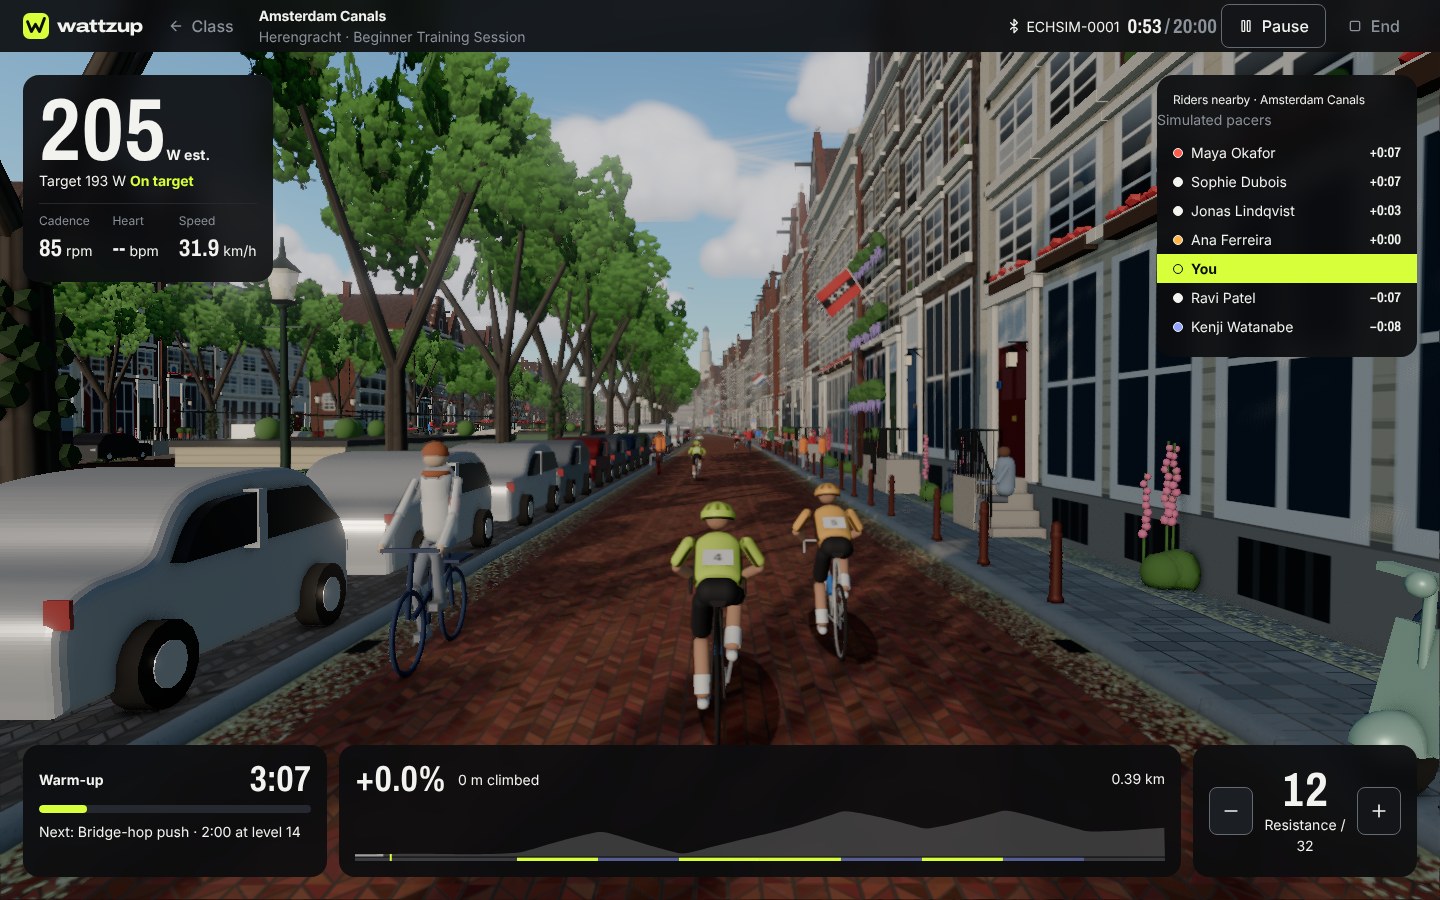 wattzup
Class
Amsterdam Canals
Herengracht · Beginner Training Session
ECHSIM-0001 0:53 / 20:00
Pause
End
205 W est.
Target 193 W On target
Cadence Heart Speed
85 rpm -- bpm 31.9 km/h
Riders nearby · Amsterdam Canals
Simulated pacers
Maya Okafor +0:07
Sophie Dubois +0:07
Jonas Lindqvist +0:03
Ana Ferreira +0:00
You
Ravi Patel −0:07
Kenji Watanabe −0:08
4
5
Warm-up 3:07
Next: Bridge-hop push · 2:00 at level 14
+0.0% 0 m climbed 0.39 km
− 12 +
Resistance /
32